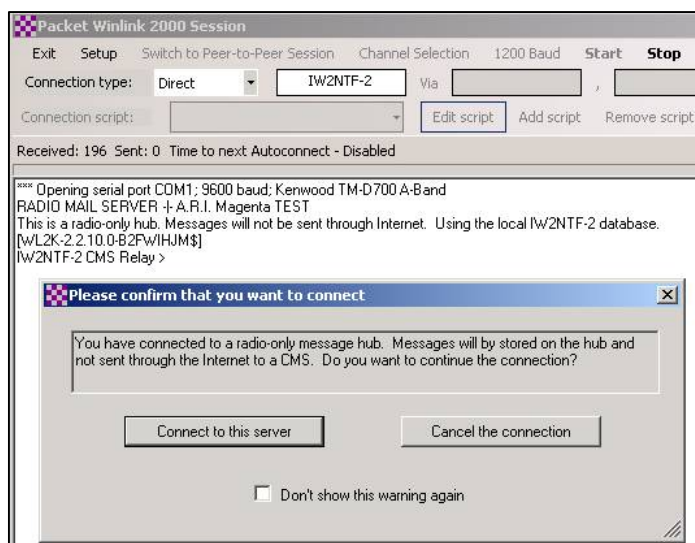 Packet Winlink 2000 Session
Exit Setup Switch to Peer-to-Peer Session Channel Selection 1200 Baud Start Stop
Connection type: Direct IW2NTF-2 Via ,
Connection script: Edit script Add script Remove script
Received: 196 Sent: 0 Time to next Autoconnect - Disabled
*** Opening serial port COM1; 9600 baud; Kenwood TM-D700 A-Band
RADIO MAIL SERVER -|- A.R.I. Magenta TEST
This is a radio-only hub. Messages will not be sent through Internet. Using the local IW2NTF-2 database.
[WL2K-2.2.10.0-B2FWIHJM$]
IW2NTF-2 CMS Relay >
Please confirm that you want to connect
You have connected to a radio-only message hub. Messages will by stored on the hub and
not sent through the Internet to a CMS. Do you want to continue the connection?
Connect to this server Cancel the connection
Don't show this warning again